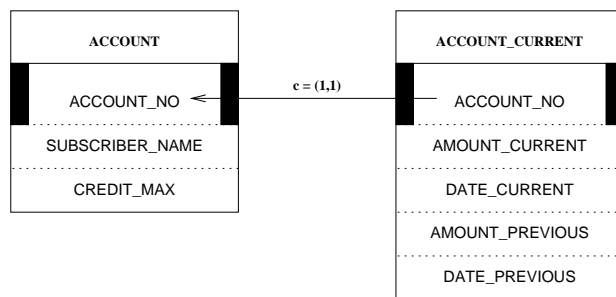 ACCOUNT
ACCOUNT_NO
SUBSCRIBER_NAME
CREDIT_MAX
c = (1,1)
ACCOUNT_CURRENT
ACCOUNT_NO
AMOUNT_CURRENT
DATE_CURRENT
AMOUNT_PREVIOUS
DATE_PREVIOUS